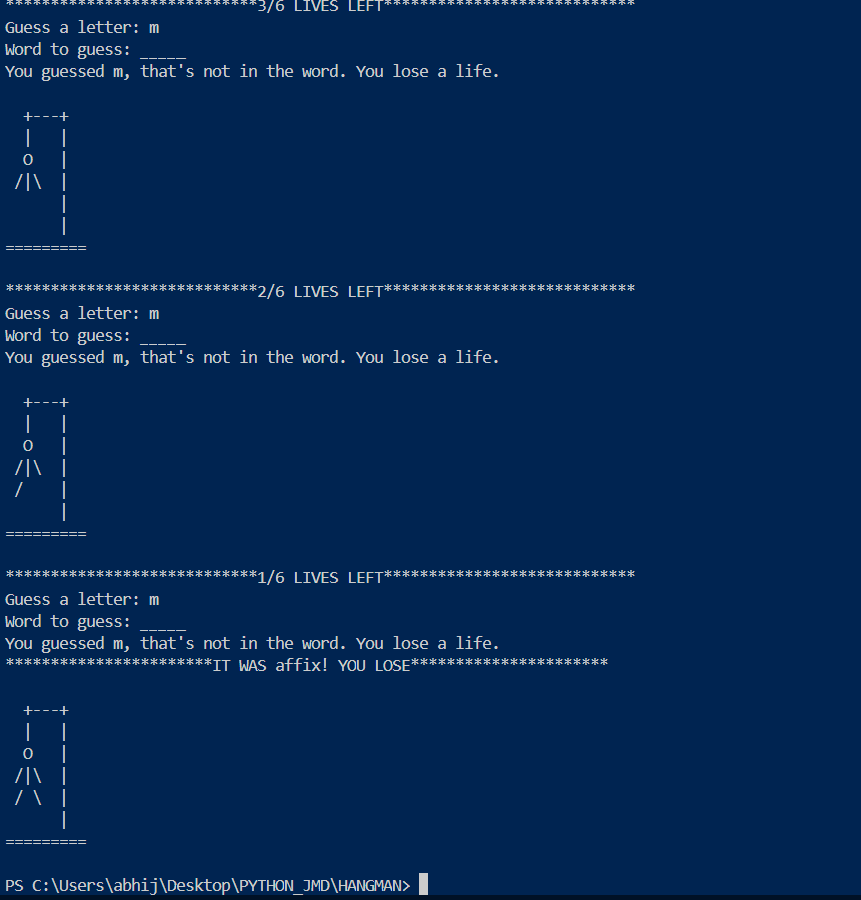 ****************************3/6 LIVES LEFT****************************
Guess a letter: m
Word to guess: _____
You guessed m, that's not in the word. You lose a life.

  +---+
  |   |
  O   |
 /|\  |
      |
      |
=========

****************************2/6 LIVES LEFT****************************
Guess a letter: m
Word to guess: _____
You guessed m, that's not in the word. You lose a life.

  +---+
  |   |
  O   |
 /|\  |
 /    |
      |
=========

****************************1/6 LIVES LEFT****************************
Guess a letter: m
Word to guess: _____
You guessed m, that's not in the word. You lose a life.
***********************IT WAS affix! YOU LOSE**********************

  +---+
  |   |
  O   |
 /|\  |
 / \  |
      |
=========

PS C:\Users\abhij\Desktop\PYTHON_JMD\HANGMAN>